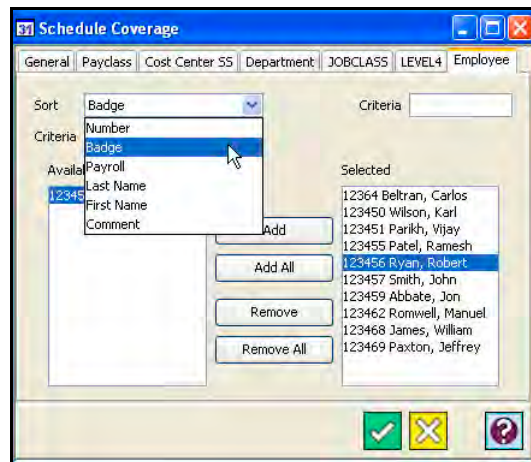 31 Schedule Coverage
General Payclass Cost Center SS Department JOBCLASS LEVEL4 Employee
Sort Badge Criteria
Number
Criteria
Badge
Payroll
Availa Selected
Last Name
12345
First Name
Comment
12364 Beltran, Carlos
123450 Wilson, Karl
123451 Parikh, Vijay
Add
123455 Patel, Ramesh
123456 Ryan, Robert
Add All
123457 Smith, John
123459 Abbate, Jon
Remove
123462 Romwell, Manuel
123468 James, William
Remove All
123469 Paxton, Jeffrey
?